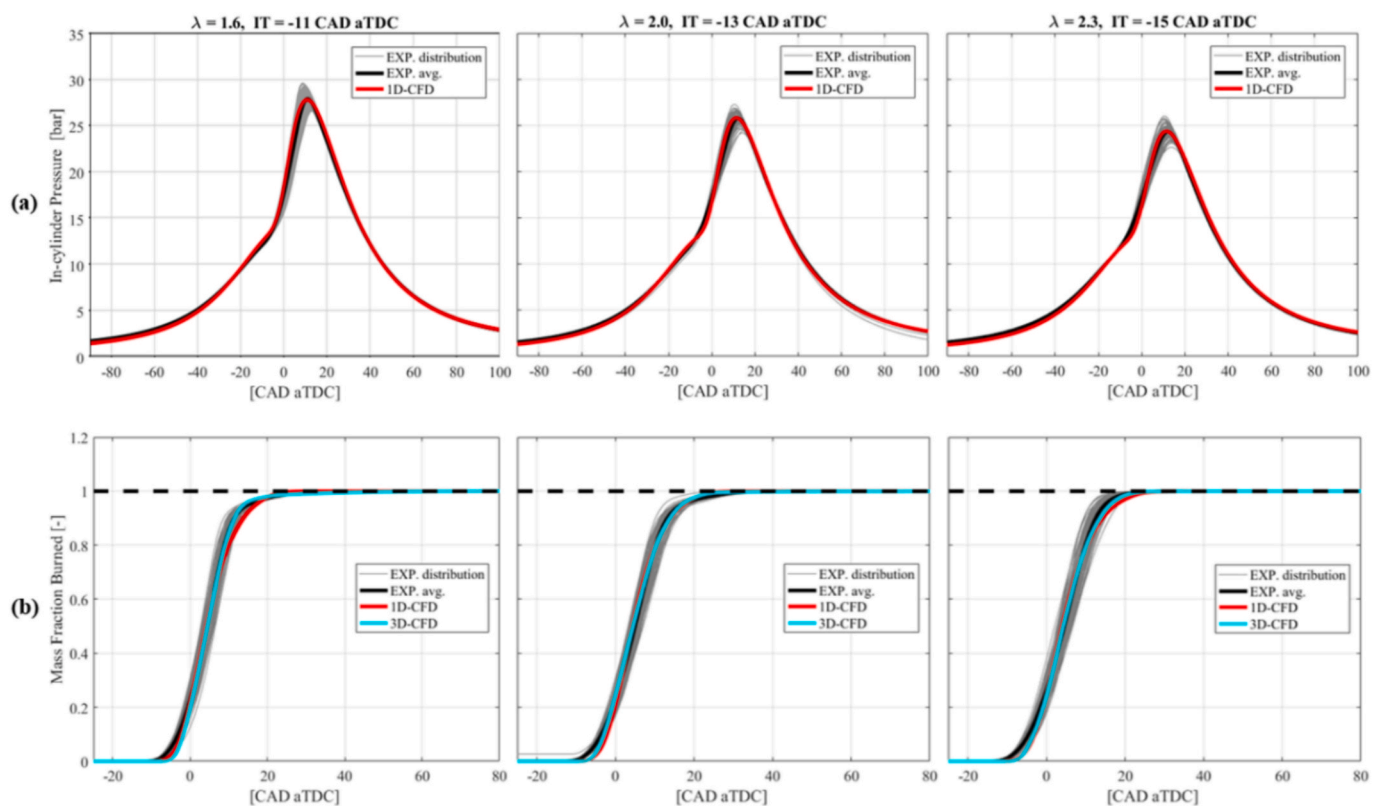 λ = 1.6, IT = -11 CAD aTDC
λ = 2.0, IT = -13 CAD aTDC
λ = 2.3, IT = -15 CAD aTDC
(a)
In-cylinder Pressure [bar]
35
30
25
20
15
10
5
0
EXP. distribution
EXP. avg.
1D-CFD
EXP. distribution
EXP. avg.
1D-CFD
EXP. distribution
EXP. avg.
1D-CFD
-80 -60 -40 -20 0 20 40 60 80 100
-80 -60 -40 -20 0 20 40 60 80 100
-80 -60 -40 -20 0 20 40 60 80 100
[CAD aTDC]
[CAD aTDC]
[CAD aTDC]
(b)
Mass Fraction Burned [-]
1.2
1
0.8
0.6
0.4
0.2
0
EXP. distribution
EXP. avg.
1D-CFD
3D-CFD
EXP. distribution
EXP. avg.
1D-CFD
3D-CFD
EXP. distribution
EXP. avg.
1D-CFD
3D-CFD
-20 0 20 40 60 80
-20 0 20 40 60 80
-20 0 20 40 60 80
[CAD aTDC]
[CAD aTDC]
[CAD aTDC]